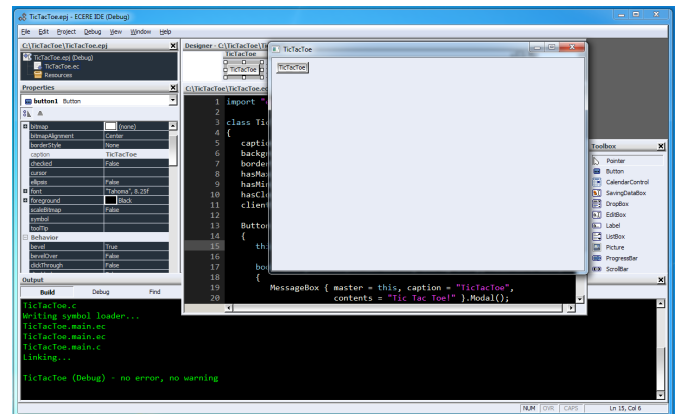 TicTacToe.epj - ECERE IDE (Debug)
File Edit Project Debug View Window Help
C:\TicTacToe\TicTacToe.epj
TicTacToe.epj (Debug)
TicTacToe.ec
Resources
Properties
button1 Button
bitmap (none)
bitmapAlignment Center
borderStyle None
caption TicTacToe
checked False
cursor
ellipsis False
font "Tahoma", 8.25f
foreground Black
scaleBitmap False
symbol
toolTip
Behavior
bevel True
bevelOver False
clickThrough False
Designer - C:\TicTacToe\Ti
TicTacToe
TicTacToe
C:\TicTacToe\TicTacToe.ec
1 import "
2
3 class Tic
4 {
5 captio
6 backgr
7 border
8 hasMax
9 hasMin
10 hasClo
11 client
12
13 Button
14 {
15 thi
16
17 bo
18 {
19 MessageBox { master = this, caption = "TicTacToe",
20 contents = "Tic Tac Toe!" }.Modal();
TicTacToe
TicTacToe
Toolbox
Pointer
Button
CalendarControl
SavingDataBox
DropBox
EditBox
Label
ListBox
Picture
ProgressBar
ScrollBar
Output
Build Debug Find
TicTacToe.c
Writing symbol loader...
TicTacToe.main.ec
TicTacToe.main.ec
TicTacToe.main.c
Linking...
TicTacToe (Debug) - no error, no warning
NUM OVR CAPS Ln 15, Col 6